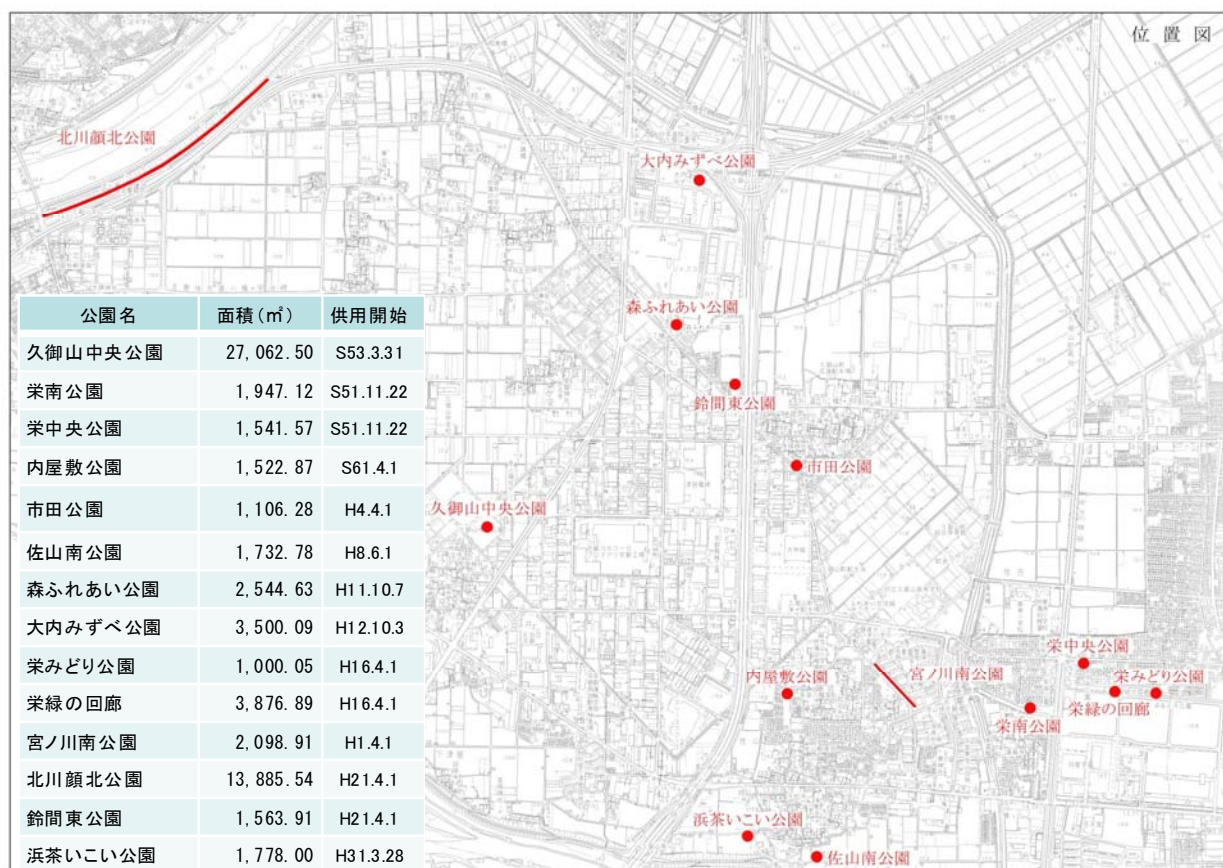 位置図
北川顔北公園
大内みずべ公園
森ふれあい公園
鈴間東公園
市田公園
久御山中央公園
栄中央公園
内屋敷公園
宮ノ川南公園
栄みどり公園
栄緑の回廊
栄南公園
浜茶いこい公園
佐山南公園
公園名 面積(㎡) 供用開始
久御山中央公園 27,062.50 S53.3.31
栄南公園 1,947.12 S51.11.22
栄中央公園 1,541.57 S51.11.22
内屋敷公園 1,522.87 S61.4.1
市田公園 1,106.28 H4.4.1
佐山南公園 1,732.78 H8.6.1
森ふれあい公園 2,544.63 H11.10.7
大内みずべ公園 3,500.09 H12.10.3
栄みどり公園 1,000.05 H16.4.1
栄緑の回廊 3,876.89 H16.4.1
宮ノ川南公園 2,098.91 H1.4.1
北川顔北公園 13,885.54 H21.4.1
鈴間東公園 1,563.91 H21.4.1
浜茶いこい公園 1,778.00 H31.3.28